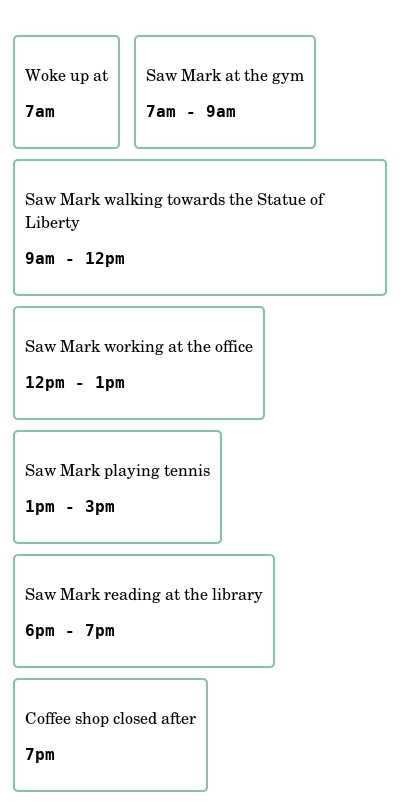 Woke up at
7am
Saw Mark at the gym
7am - 9am
Saw Mark walking towards the Statue of
Liberty
9am - 12pm
Saw Mark working at the office
12pm - 1pm
Saw Mark playing tennis
1pm - 3pm
Saw Mark reading at the library
6pm - 7pm
Coffee shop closed after
7pm